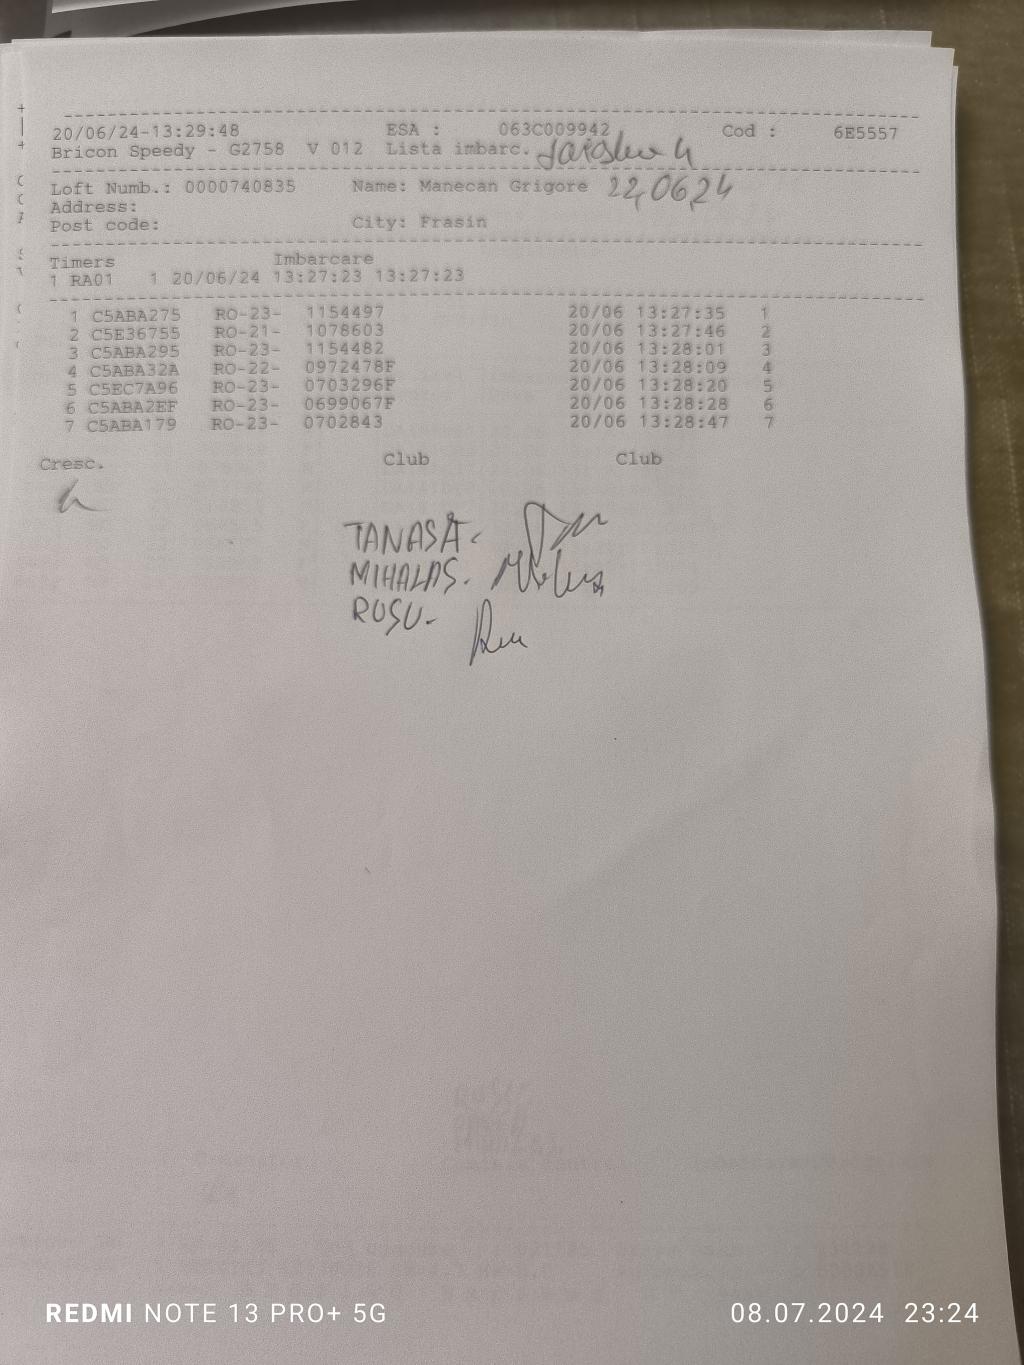 20/06/24-13:29:48 ESA : 063C009942 Cod : 6E5557
Bricon Speedy - G2758 V 012 Lista imbarc.
Loft Numb.: 0000740835 Name: Manecan Grigore 22,06,24
Address:
Post code: City: Frasin
Timers Imbarcare
1 RA01 1 20/06/24 13:27:23 13:27:23
1 C5ABA275 RO-23- 1154497 20/06 13:27:35 1
2 C5E36755 RO-21- 1078603 20/06 13:27:46 2
3 C5ABA295 RO-23- 1154482 20/06 13:28:01 3
4 C5ABA32A RO-22- 0972478F 20/06 13:28:09 4
5 C5EC7A96 RO-23- 0703296F 20/06 13:28:20 5
6 C5ABA2EF RO-23- 0699067F 20/06 13:28:28 6
7 C5ABA179 RO-23- 0702843 20/06 13:28:47 7
Cresc. Club Club
TANASĂ-
MIHALAS.
ROȘU-
REDMI NOTE 13 PRO+ 5G 08.07.2024 23:24